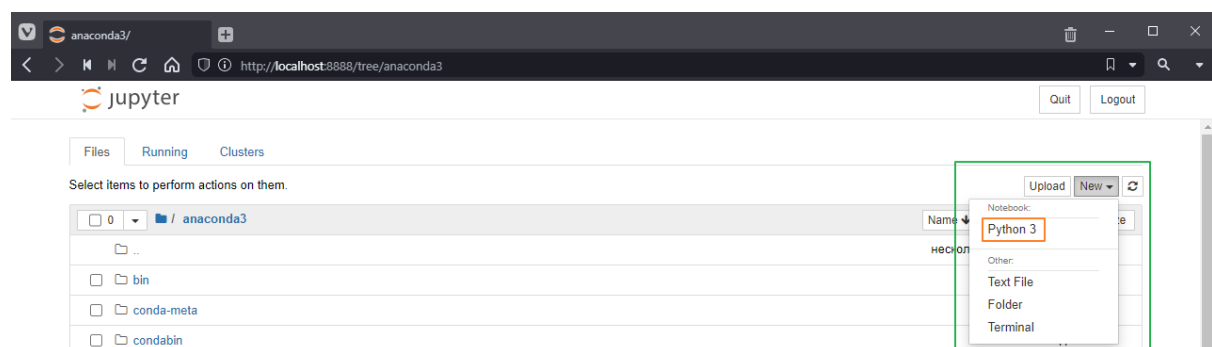 anaconda3/
http://localhost:8888/tree/anaconda3
jupyter
Quit Logout
Files Running Clusters
Select items to perform actions on them.
Upload New
0 / anaconda3 Name
Notebook:
Python 3
..
Other:
bin
Text File
Folder
conda-meta
Terminal
condabin